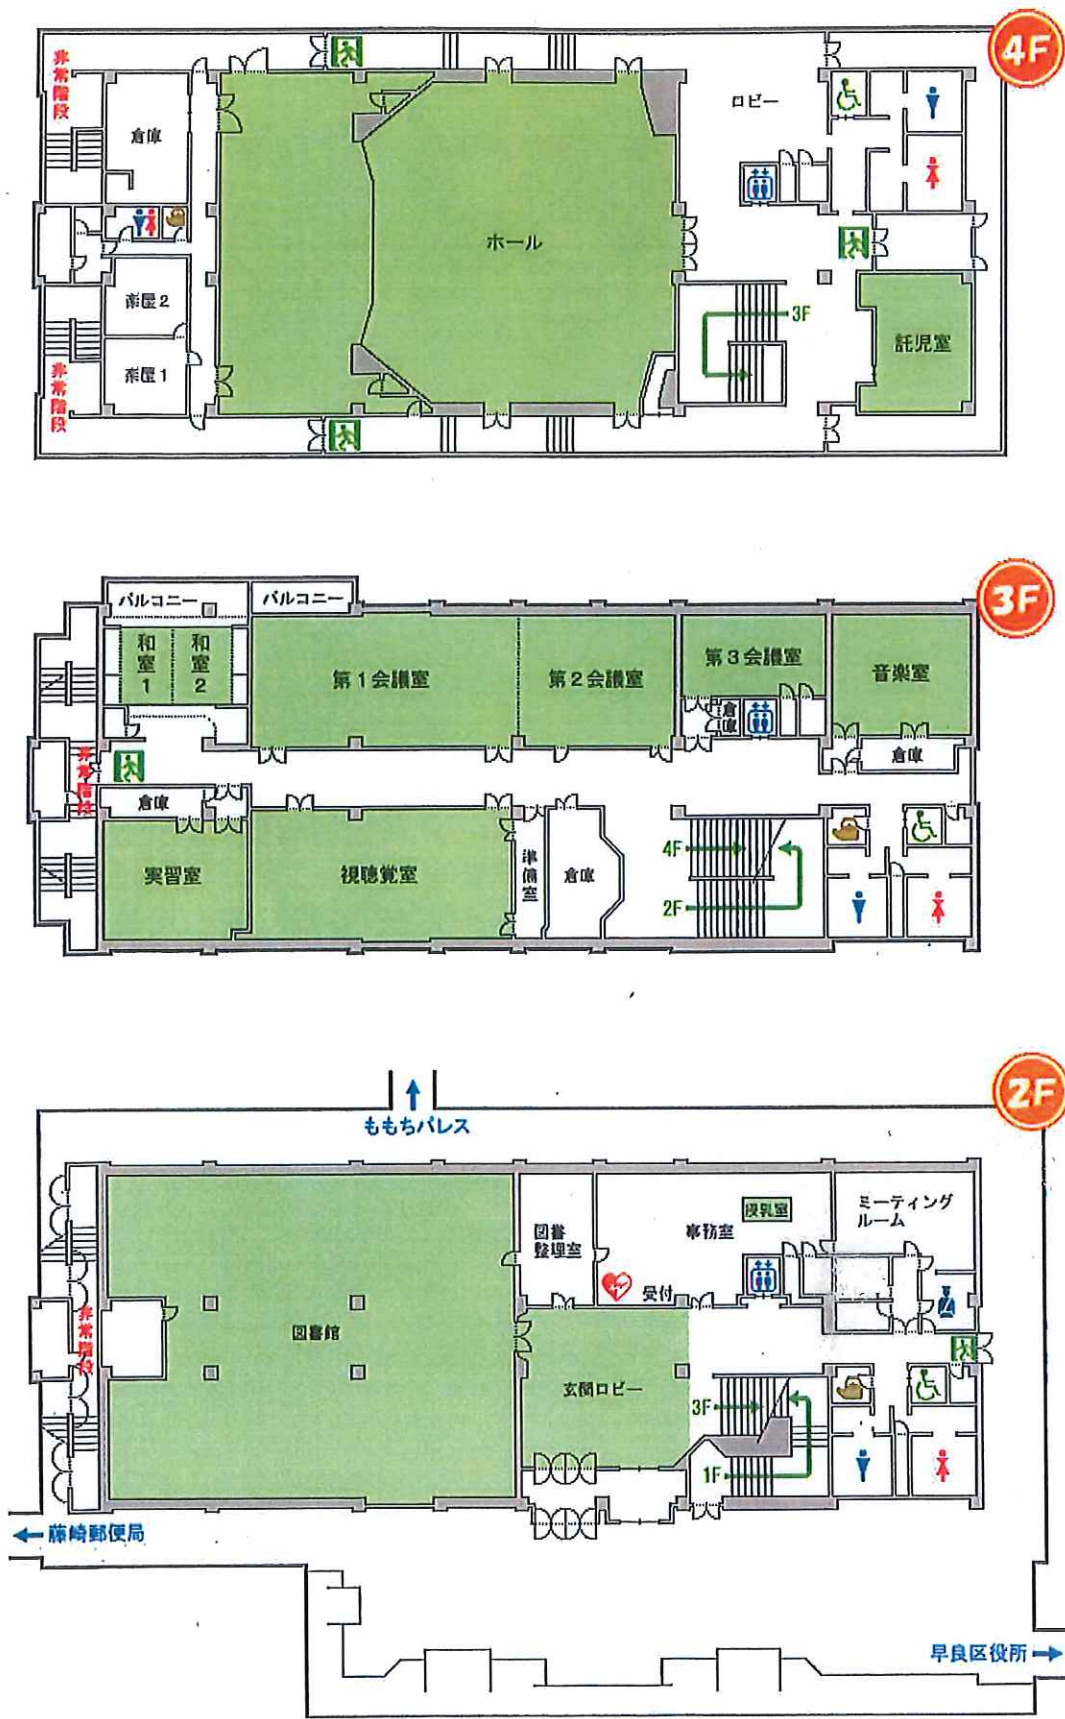 4F
非常階段
倉庫
ロビー
ホール
楽屋2
3F
託児室
楽屋1
非常階段
3F
バルコニー
バルコニー
和室1
和室2
第1会議室
第2会議室
第3会議室
音楽室
倉庫
倉庫
非常階段
倉庫
実習室
視聴覚室
準備室
倉庫
4F
2F
2F
ももちパレス
図書
整理室
事務室
授乳室
ミーティング
ルーム
受付
非常階段
図書館
玄関ロビー
3F
1F
藤崎郵便局
早良区役所